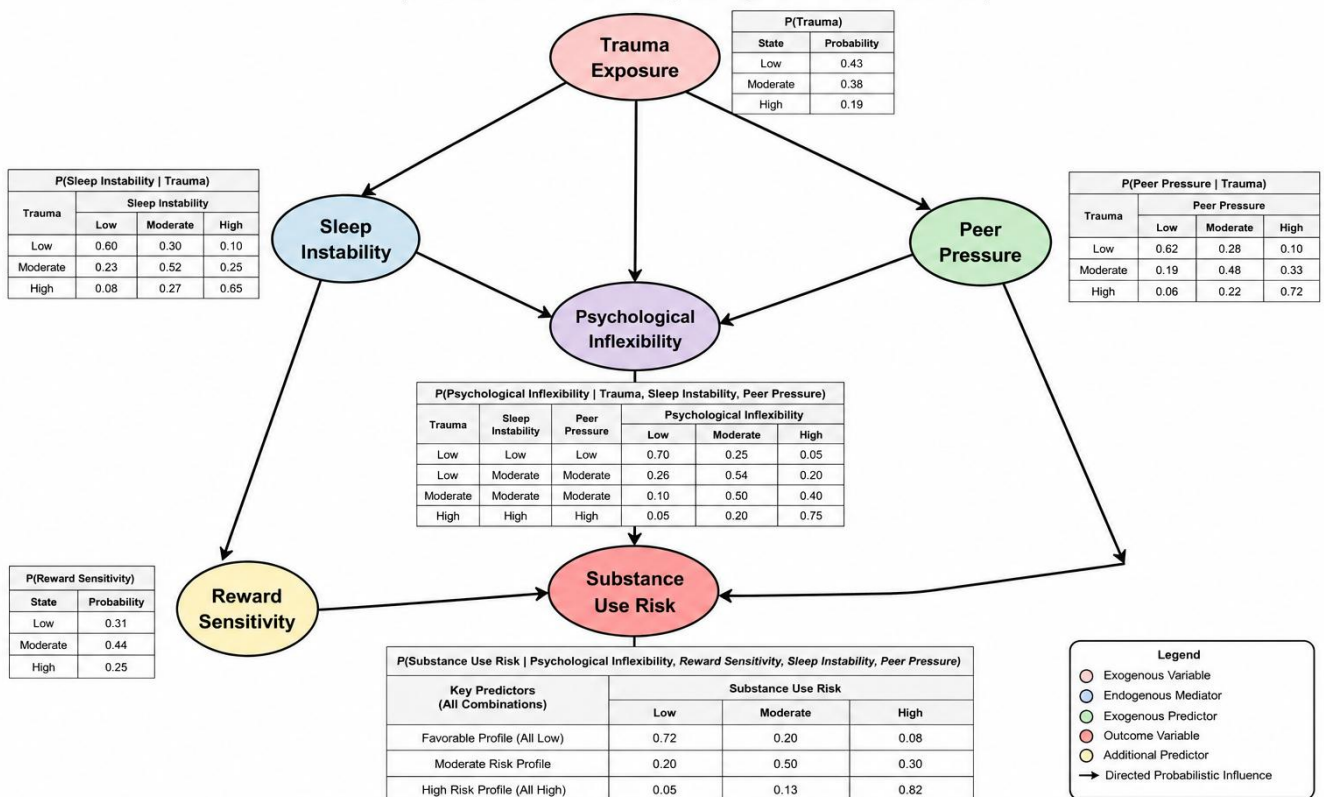 Trauma
Exposure
P(Trauma)
State Probability
Low 0.43
Moderate 0.38
High 0.19
P(Sleep Instability | Trauma)
Trauma Sleep Instability
Low Moderate High
Low 0.60 0.30 0.10
Moderate 0.23 0.52 0.25
High 0.08 0.27 0.65
Sleep
Instability
Peer
Pressure
P(Peer Pressure | Trauma)
Trauma Peer Pressure
Low Moderate High
Low 0.62 0.28 0.10
Moderate 0.19 0.48 0.33
High 0.06 0.22 0.72
Psychological
Inflexibility
P(Psychological Inflexibility | Trauma, Sleep Instability, Peer Pressure)
Trauma Sleep Instability Peer Pressure Psychological Inflexibility
Low Moderate High
Low Low Low 0.70 0.25 0.05
Low Moderate Moderate 0.26 0.54 0.20
Moderate Moderate Moderate 0.10 0.50 0.40
High High High 0.05 0.20 0.75
P(Reward Sensitivity)
State Probability
Low 0.31
Moderate 0.44
High 0.25
Reward
Sensitivity
Substance
Use Risk
P(Substance Use Risk | Psychological Inflexibility, Reward Sensitivity, Sleep Instability, Peer Pressure)
Key Predictors
(All Combinations)
Substance Use Risk
Low Moderate High
Favorable Profile (All Low) 0.72 0.20 0.08
Moderate Risk Profile 0.20 0.50 0.30
High Risk Profile (All High) 0.05 0.13 0.82
Legend
Exogenous Variable
Endogenous Mediator
Exogenous Predictor
Outcome Variable
Additional Predictor
Directed Probabilistic Influence